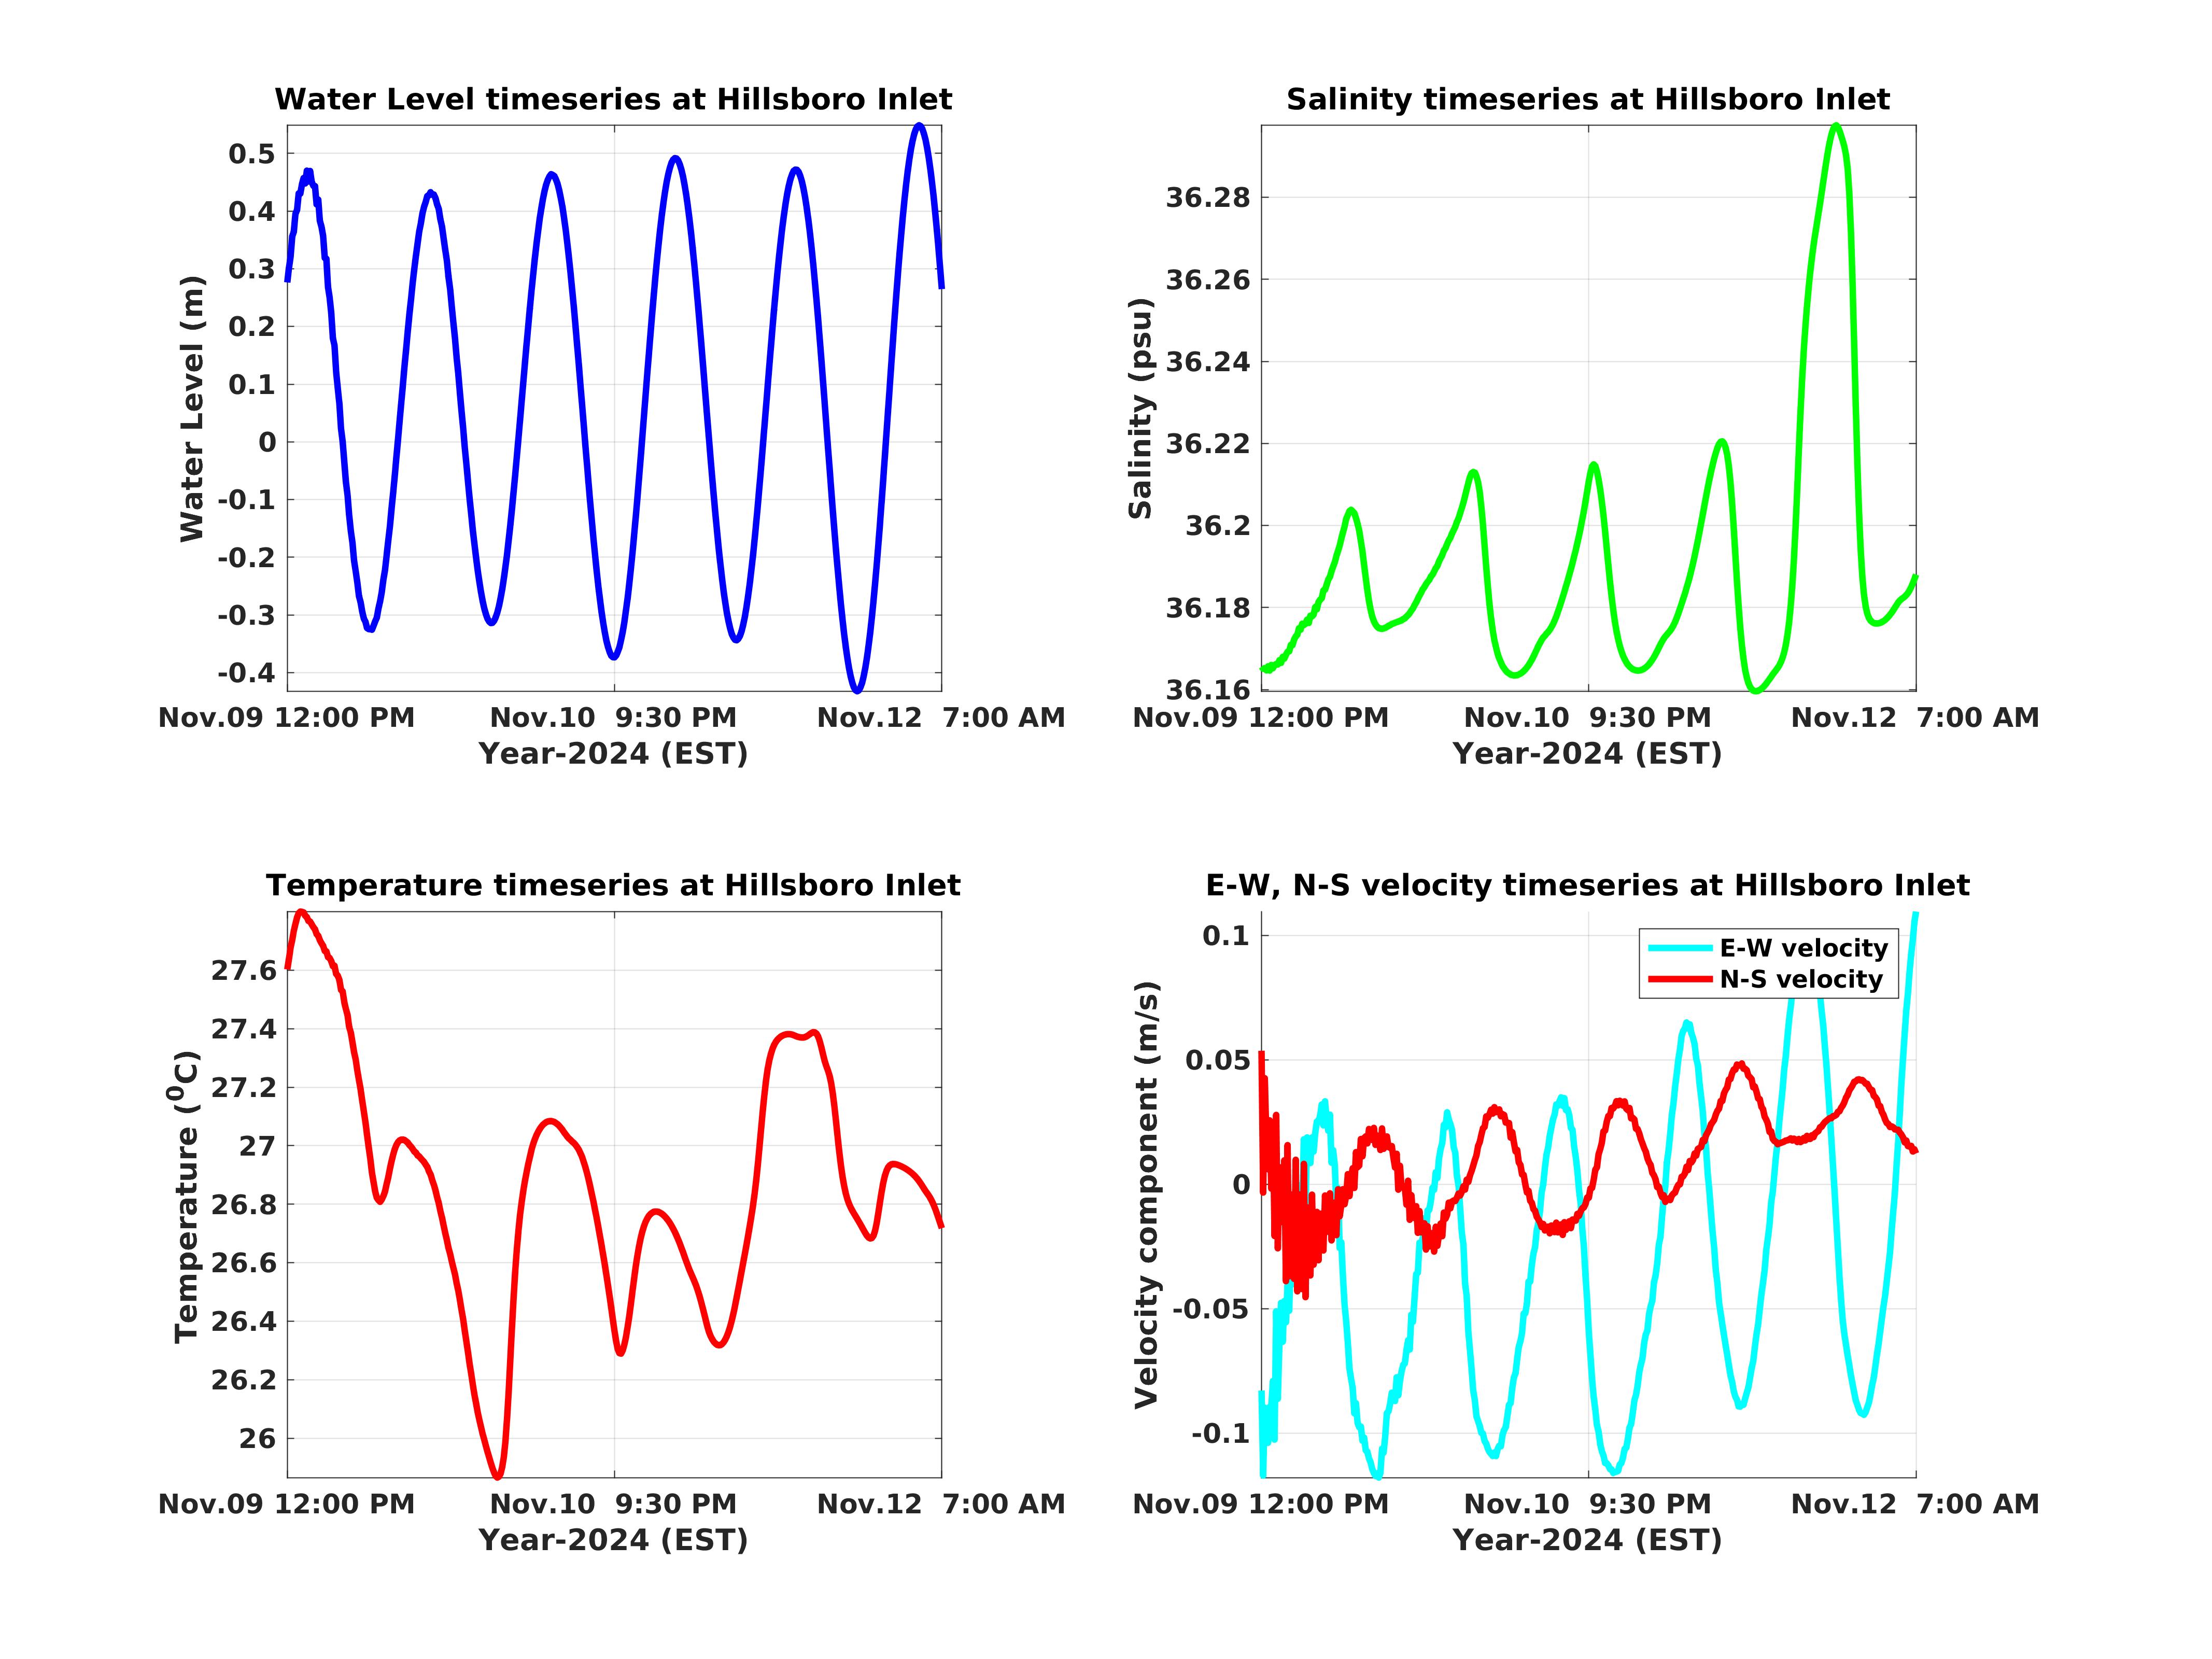 Water Level timeseries at Hillsboro Inlet
Water Level (m)
0.5
0.4
0.3
0.2
0.1
0
-0.1
-0.2
-0.3
-0.4
Nov.09 12:00 PM
Nov.10  9:30 PM
Nov.12  7:00 AM
Year-2024 (EST)
Salinity timeseries at Hillsboro Inlet
Salinity (psu)
36.28
36.26
36.24
36.22
36.2
36.18
36.16
Nov.09 12:00 PM
Nov.10  9:30 PM
Nov.12  7:00 AM
Year-2024 (EST)
Temperature timeseries at Hillsboro Inlet
Temperature (⁰C)
27.6
27.4
27.2
27
26.8
26.6
26.4
26.2
26
Nov.09 12:00 PM
Nov.10  9:30 PM
Nov.12  7:00 AM
Year-2024 (EST)
E-W, N-S velocity timeseries at Hillsboro Inlet
Velocity component (m/s)
0.1
0.05
0
-0.05
-0.1
E-W velocity
N-S velocity
Nov.09 12:00 PM
Nov.10  9:30 PM
Nov.12  7:00 AM
Year-2024 (EST)